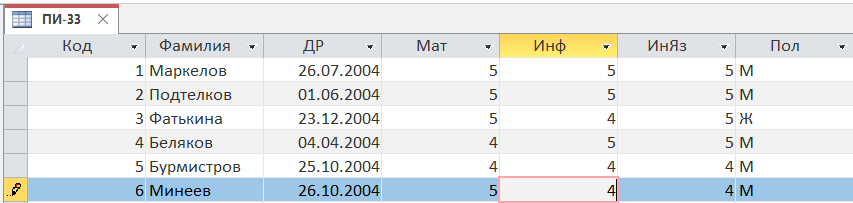 ПИ-33
Код Фамилия ДР Мат Инф ИнЯз Пол
1 Маркелов 26.07.2004 5 5 5 М
2 Подтелков 01.06.2004 5 5 5 М
3 Фатькина 23.12.2004 5 4 5 Ж
4 Беляков 04.04.2004 4 5 5 М
5 Бурмистров 25.10.2004 4 4 4 М
6 Минеев 26.10.2004 5 4 4 М